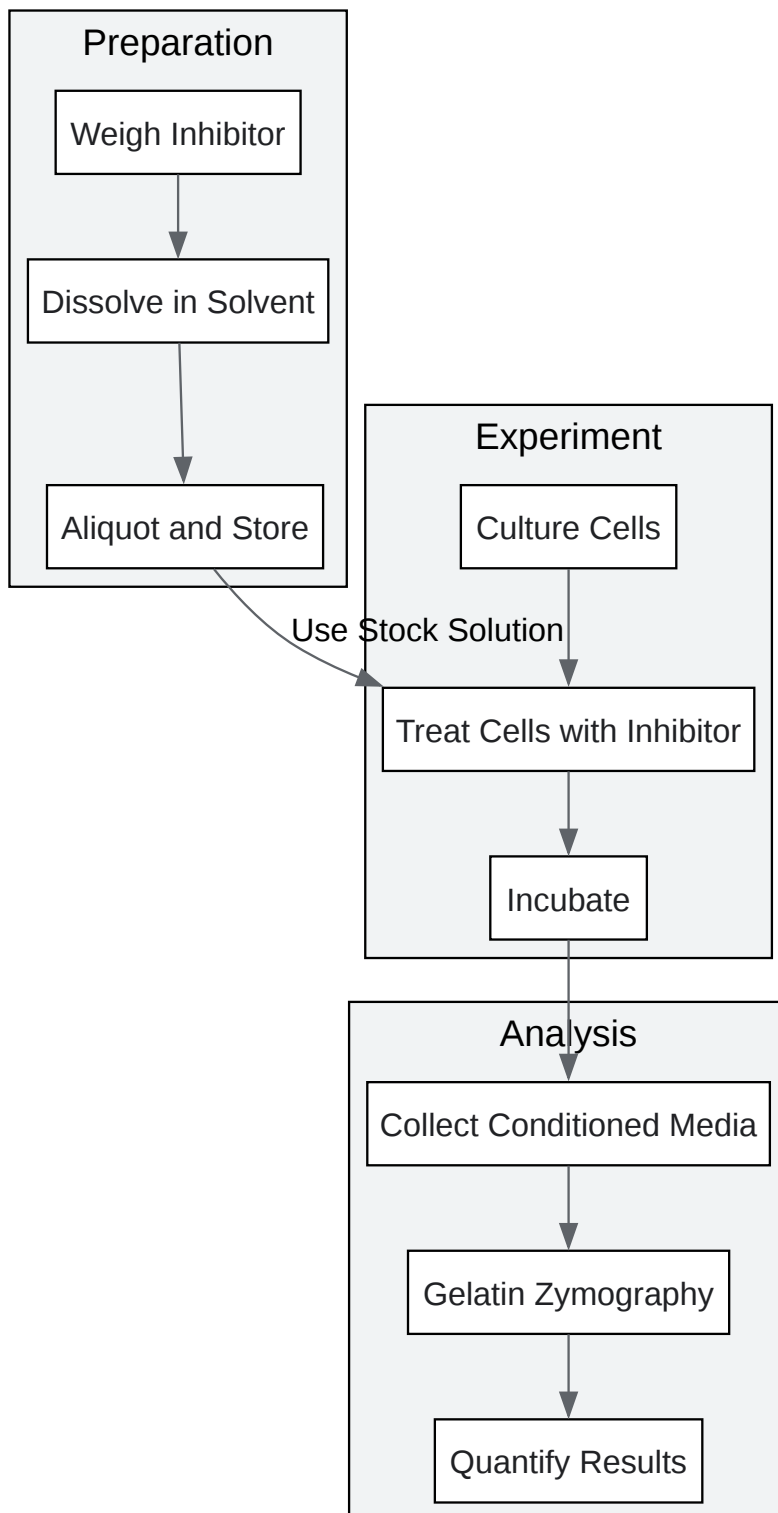 Preparation
Weigh Inhibitor
Dissolve in Solvent
Aliquot and Store
Use Stock Solution
Experiment
Culture Cells
Treat Cells with Inhibitor
Incubate
Analysis
Collect Conditioned Media
Gelatin Zymography
Quantify Results